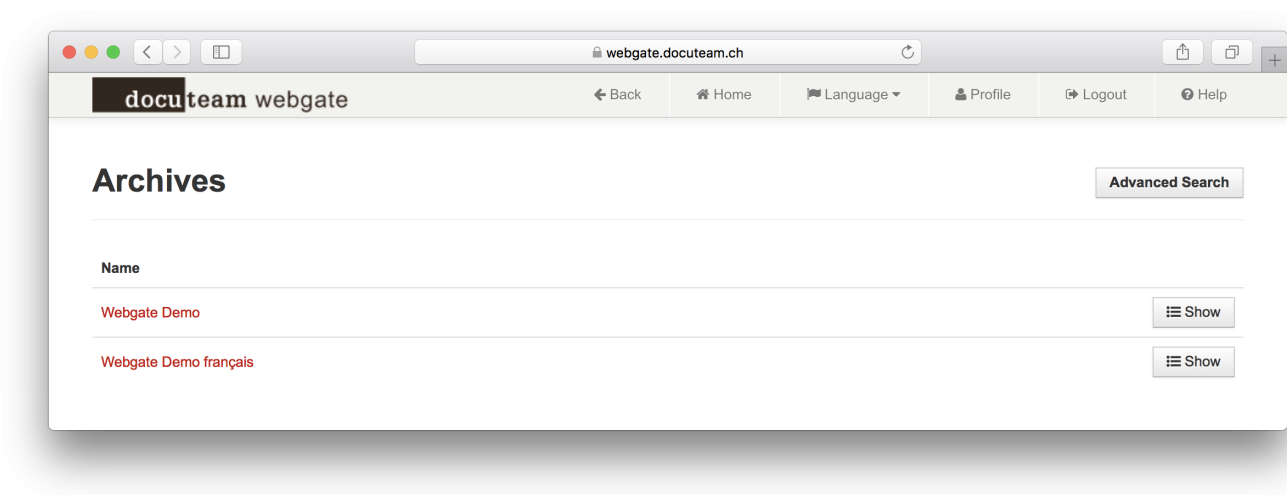 webgate.docuteam.ch
docuteam webgate
Back Home Language Profile Logout Help
Archives
Advanced Search
Name
Webgate Demo Show
Webgate Demo français Show